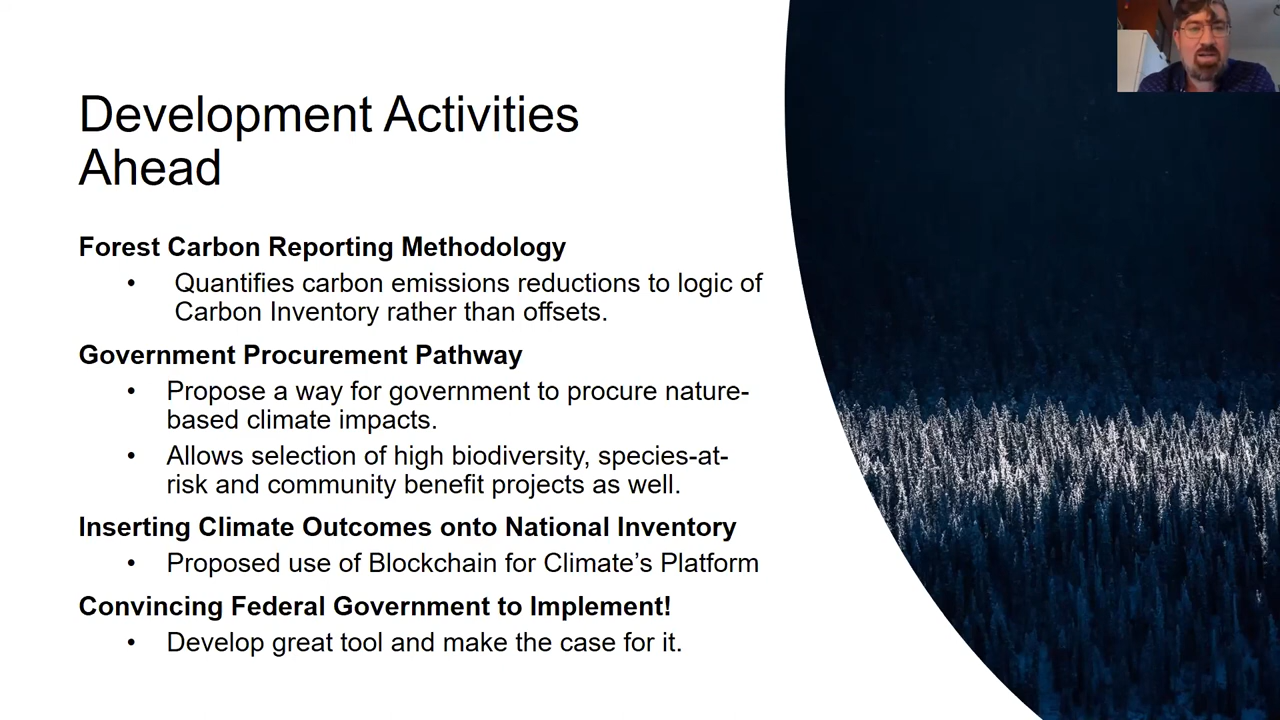 Development Activities
Ahead
Forest Carbon Reporting Methodology
• Quantifies carbon emissions reductions to logic of
Carbon Inventory rather than offsets.
Government Procurement Pathway
• Propose a way for government to procure nature-
based climate impacts.
• Allows selection of high biodiversity, species-at-
risk and community benefit projects as well.
Inserting Climate Outcomes onto National Inventory
• Proposed use of Blockchain for Climate’s Platform
Convincing Federal Government to Implement!
• Develop great tool and make the case for it.